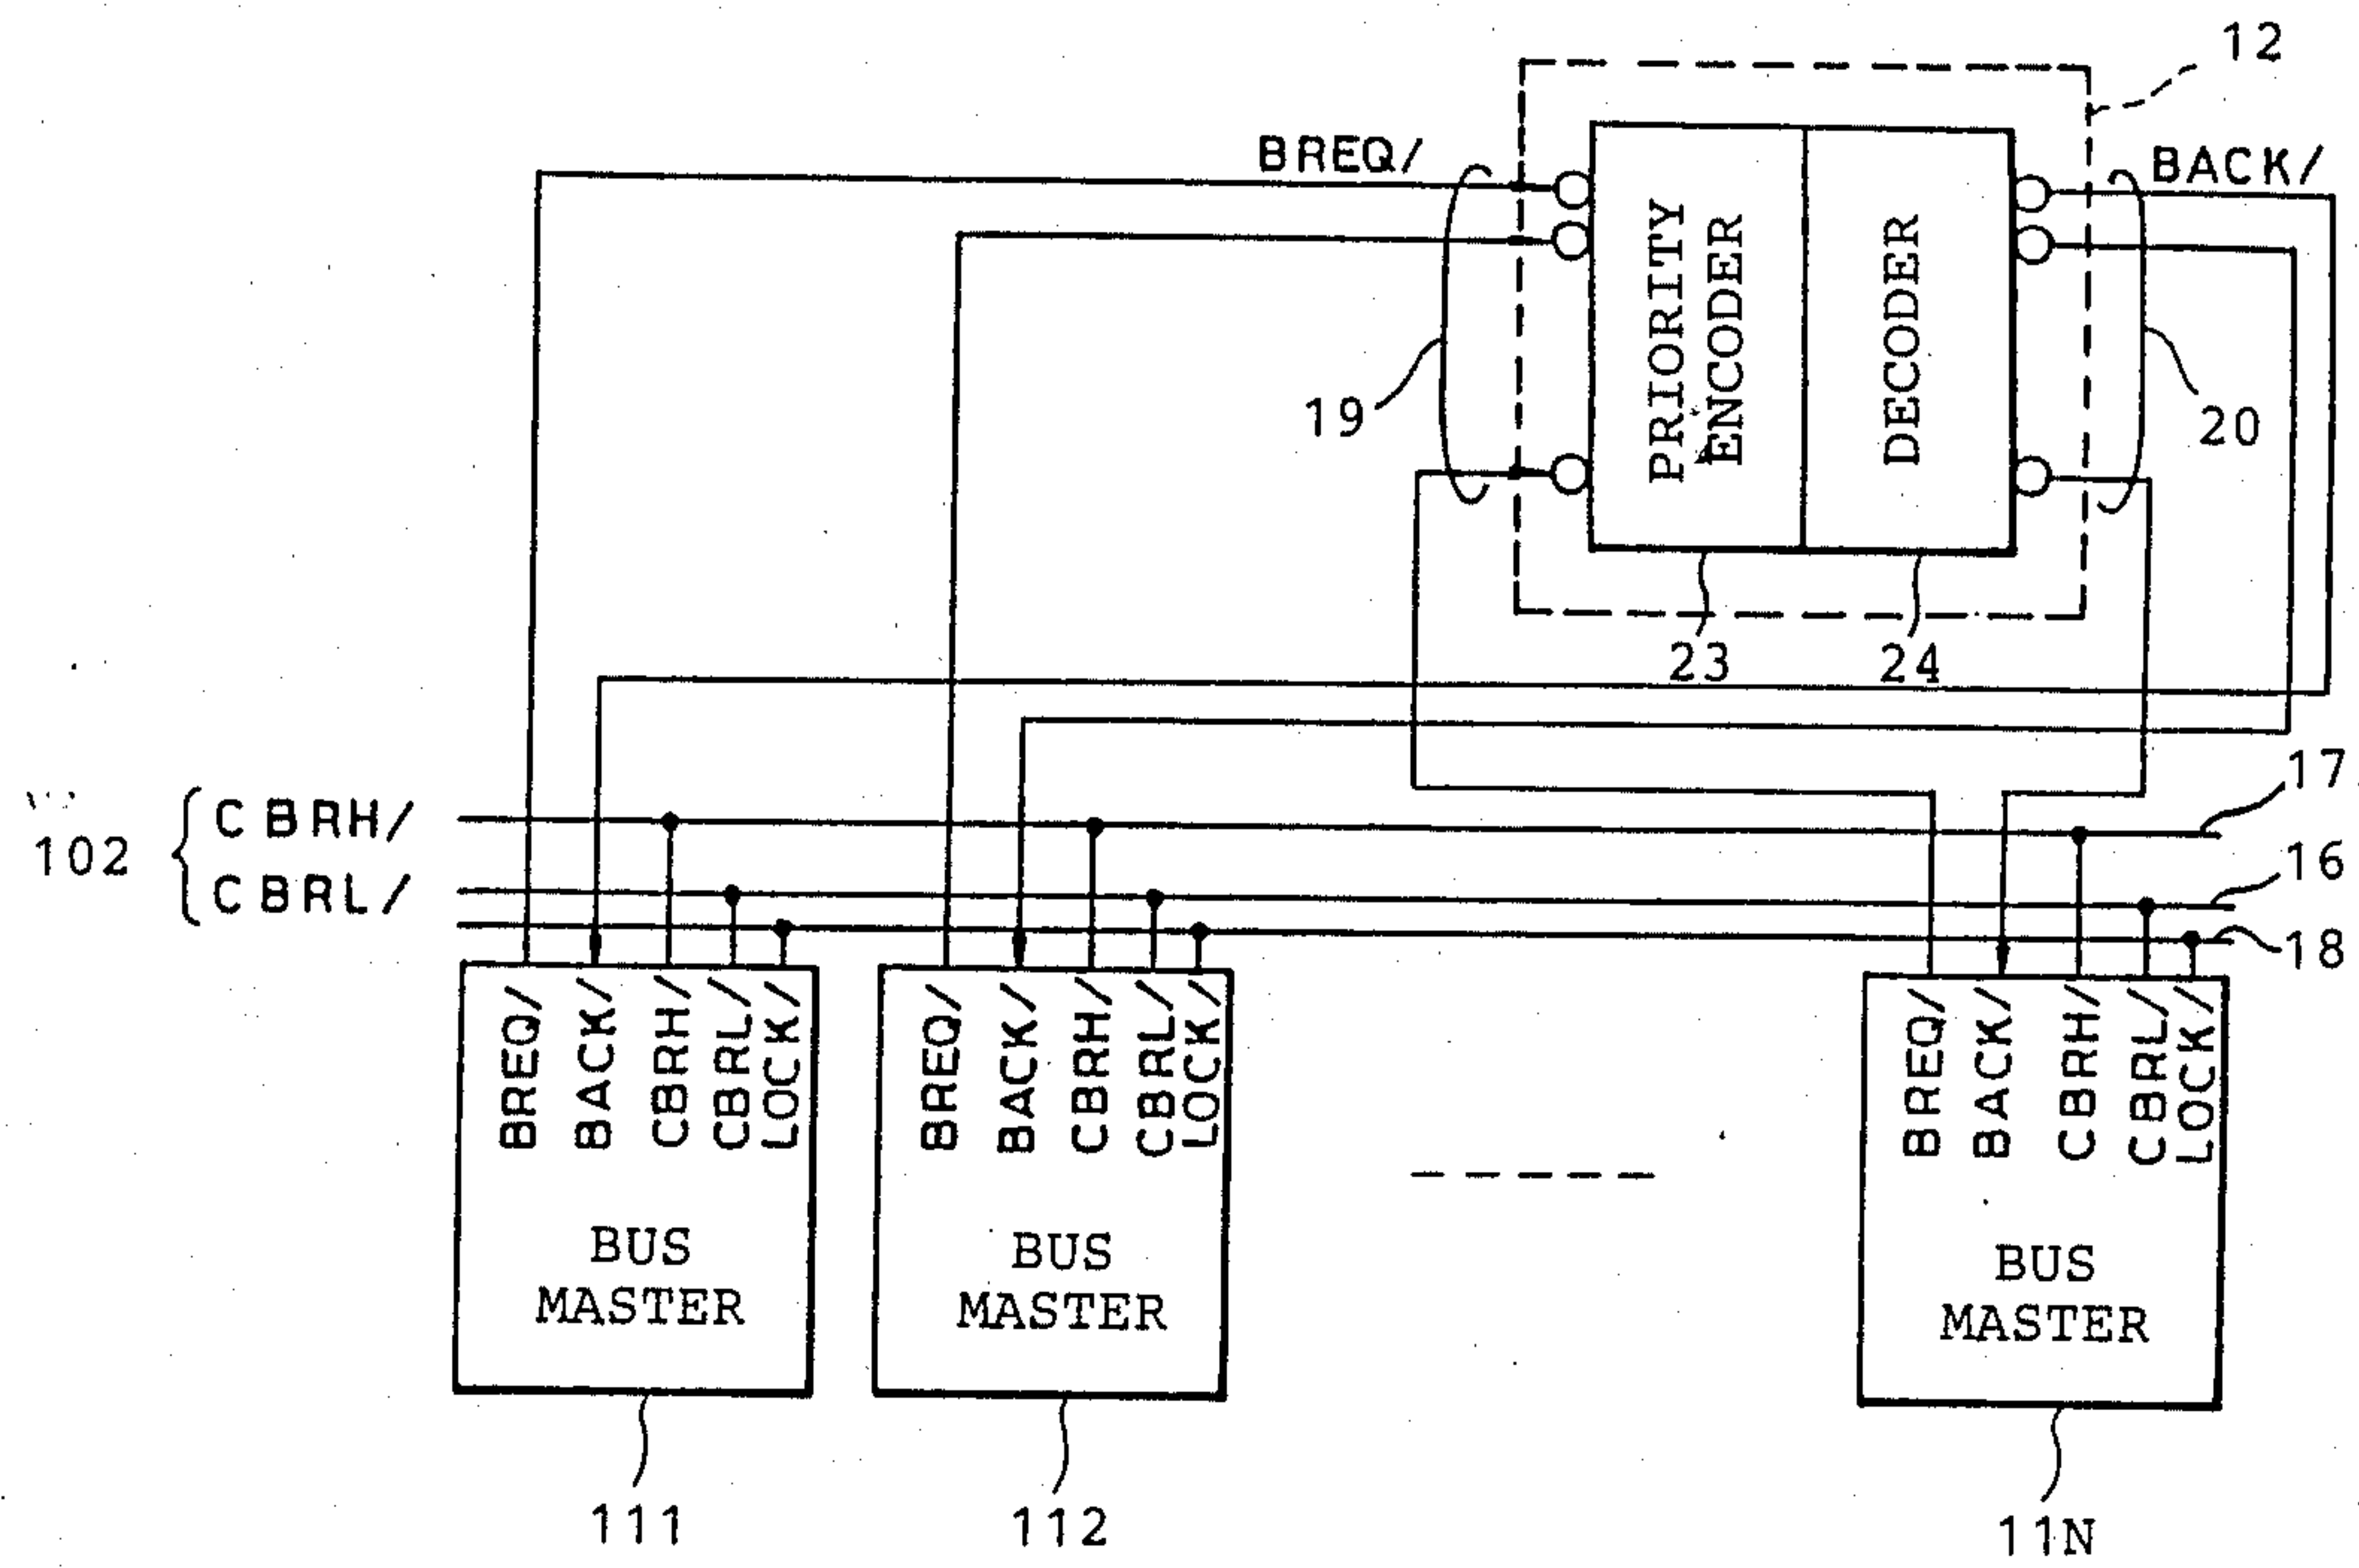 12
BREQ/
BACK/
PRIORITY
ENCODER
DECODER
19
20
23
24
17
102
CBRH/
CBRL/
16
18
BREQ/
BACK/
CBRH/
CBRL/
LOCK/
BREQ/
BACK/
CBRH/
CBRL/
LOCK/
BREQ/
BACK/
CBRH/
CBRL/
LOCK/
BUS
MASTER
BUS
MASTER
BUS
MASTER
111
112
11N